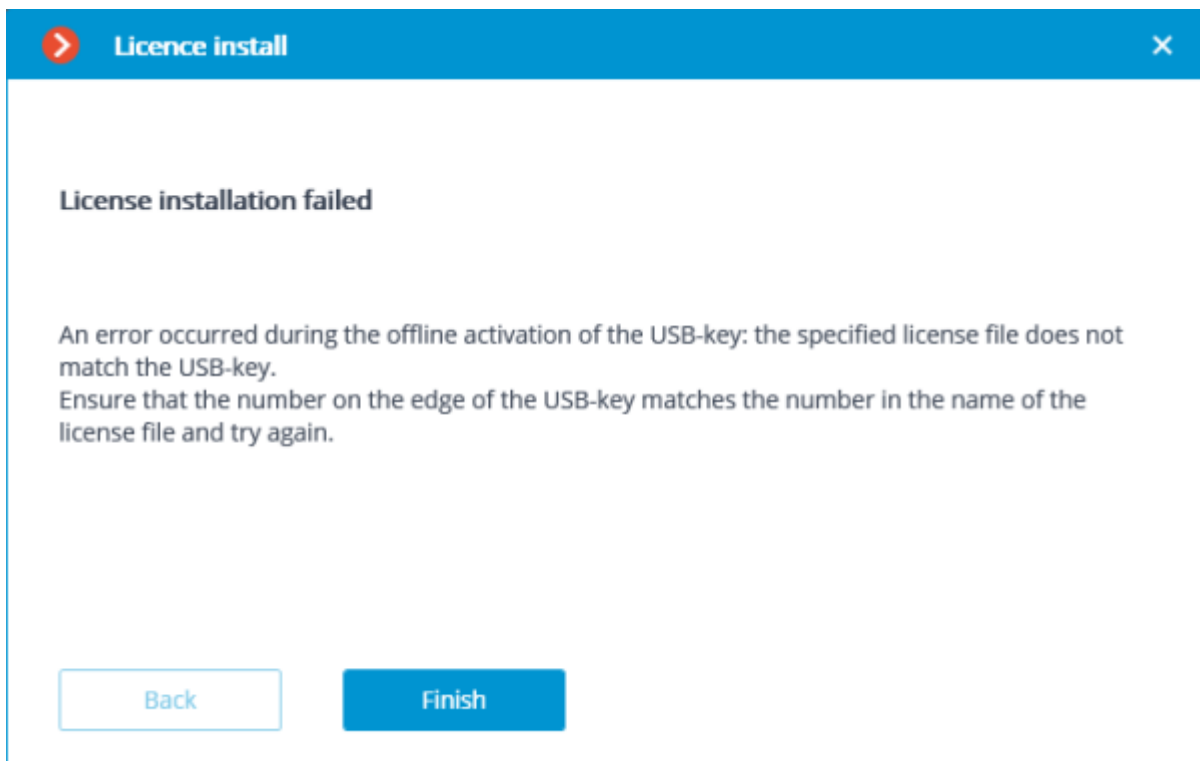 Licence install
License installation failed
An error occurred during the offline activation of the USB-key: the specified license file does not
match the USB-key.
Ensure that the number on the edge of the USB-key matches the number in the name of the
license file and try again.
Back
Finish